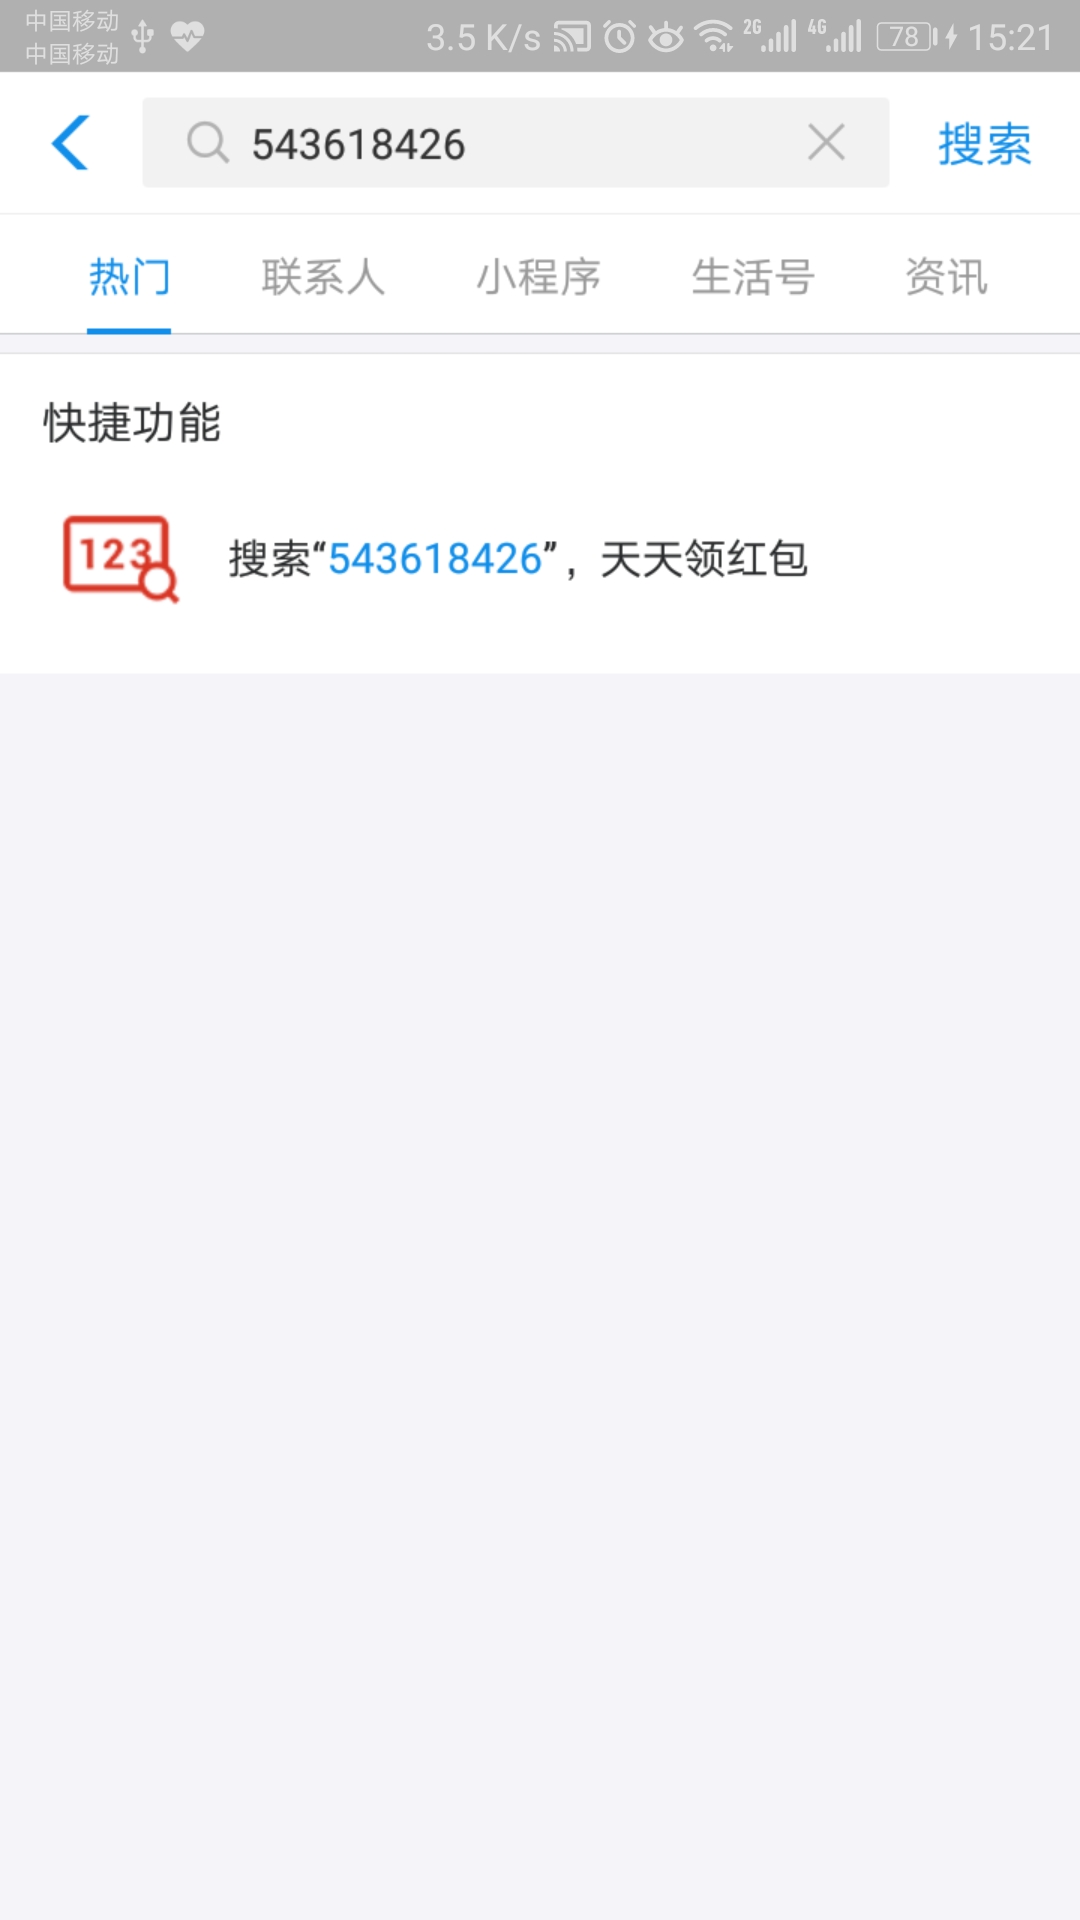 中国移动
中国移动
3.5 K/s 2G 4G 78 15:21
543618426 搜索
热门 联系人 小程序 生活号 资讯
快捷功能
123 搜索“543618426”，天天领红包